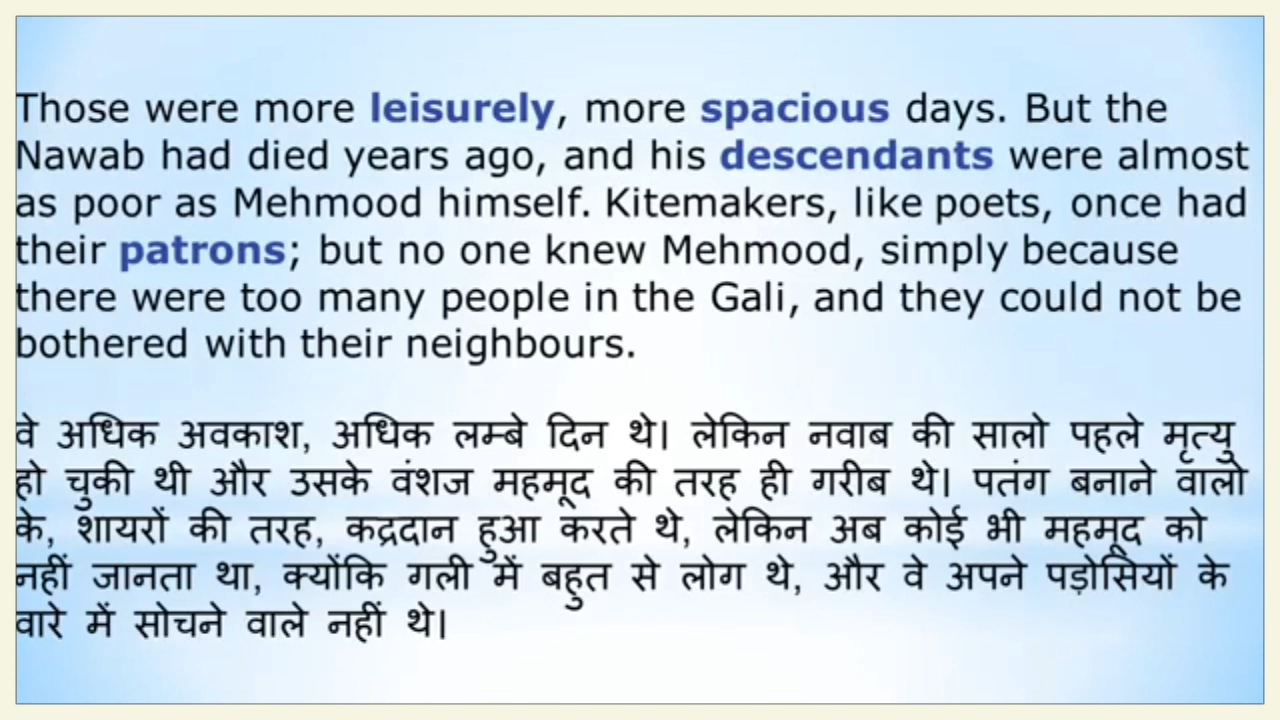 Those were more leisurely, more spacious days. But the
Nawab had died years ago, and his descendants were almost
as poor as Mehmood himself. Kitemakers, like poets, once had
their patrons; but no one knew Mehmood, simply because
there were too many people in the Gali, and they could not be
bothered with their neighbours.
वे अधिक अवकाश, अधिक लम्बे दिन थे। लेकिन नवाब की सालो पहले मृत्यु
हो चुकी थी और उसके वंशज महमूद की तरह ही गरीब थे। पतंग बनाने वालो
के, शायरों की तरह, कद्रदान हुआ करते थे, लेकिन अब कोई भी महमूद को
नहीं जानता था, क्योंकि गली में बहुत से लोग थे, और वे अपने पड़ोसियों के
वारे में सोचने वाले नहीं थे।